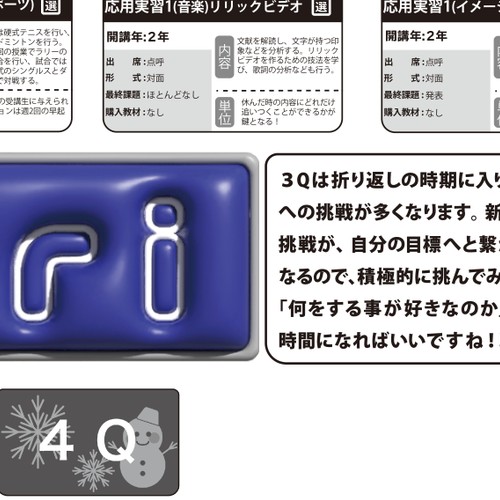 ポーツ)
選
は硬式テニスを行い、
ドミントンを行う。
回の授業でラリーの
合を行い、試合では
式のシングルスとダ
で対戦する。
の受講生に与えられ
ョンは週2回の早起
応用実習1(音楽)リリックビデオ
選
開講年:2年
出 席:点呼
形 式:対面
最終課題:ほとんどなし
購入教材:なし
内容
文献を解読し、文字が持つ印
象などを分析する。リリック
ビデオを作るための技法を学
び、歌詞の分析なども行う。
単位
休んだ時の内容にどれだけ
追いつくことができるかが
鍵となる!
応用実習1(イメー
開講年:2年
出 席:点呼
形 式:対面
最終課題:発表
購入教材:なし
内容
ri
3Qは折り返しの時期に入り
への挑戦が多くなります。新
挑戦が、自分の目標へと繋
なるので、積極的に挑んでみ
「何をする事が好きなのか」
時間になればいいですね!
4 Q